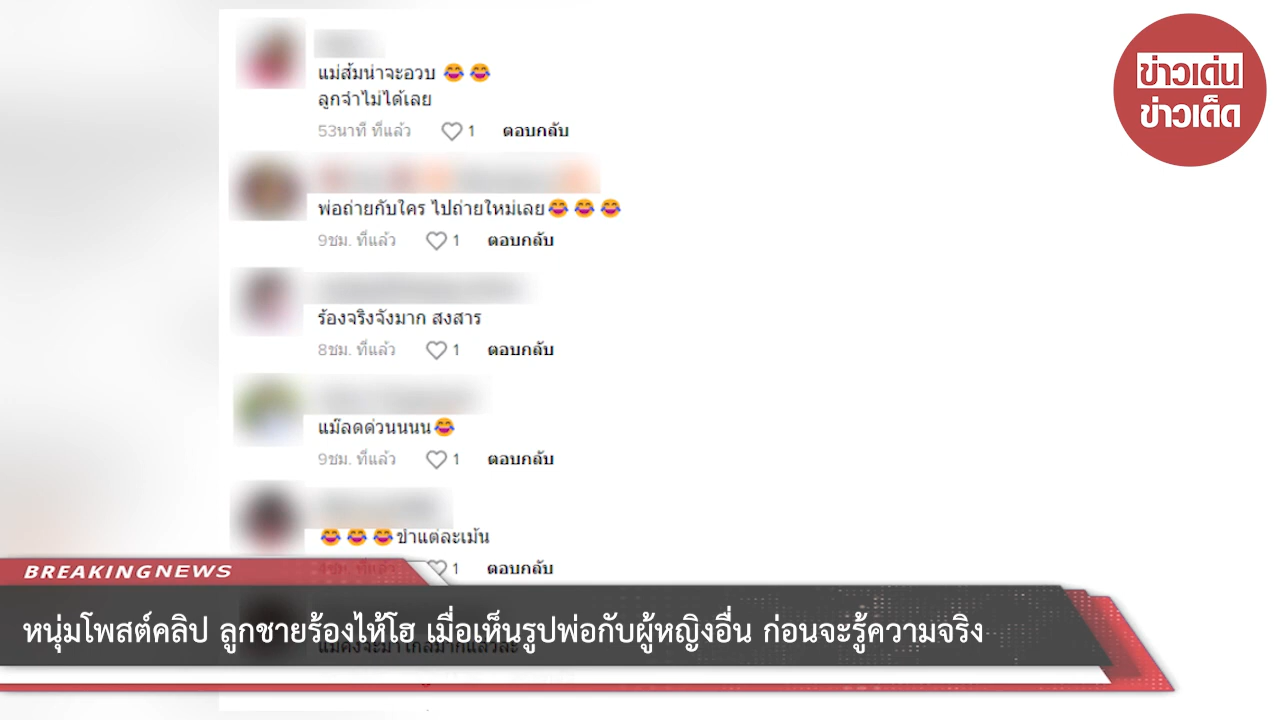 ข่าวเด่น
ข่าวเด็ด
แม่ส้มน่าจะอวบ 😂 😂
ลูกจำไม่ได้เลย
53นาที ที่แล้ว 1 ตอบกลับ
พ่อถ่ายกับใคร ไปถ่ายใหม่เลย😂 😂 😂
9ชม. ที่แล้ว 1 ตอบกลับ
ร้องจริงจังมาก สงสาร
8ชม. ที่แล้ว 1 ตอบกลับ
แม๊ลดด่วนนนน😂
9ชม. ที่แล้ว 1 ตอบกลับ
😂 😂 😂ขำแต่ละเม้น
ที่แล้ว 1 ตอบกลับ
BREAKINGNEWS
หนุ่มโพสต์คลิป ลูกชายร้องไห้โฮ เมื่อเห็นรูปพ่อกับผู้หญิงอื่น ก่อนจะรู้ความจริง